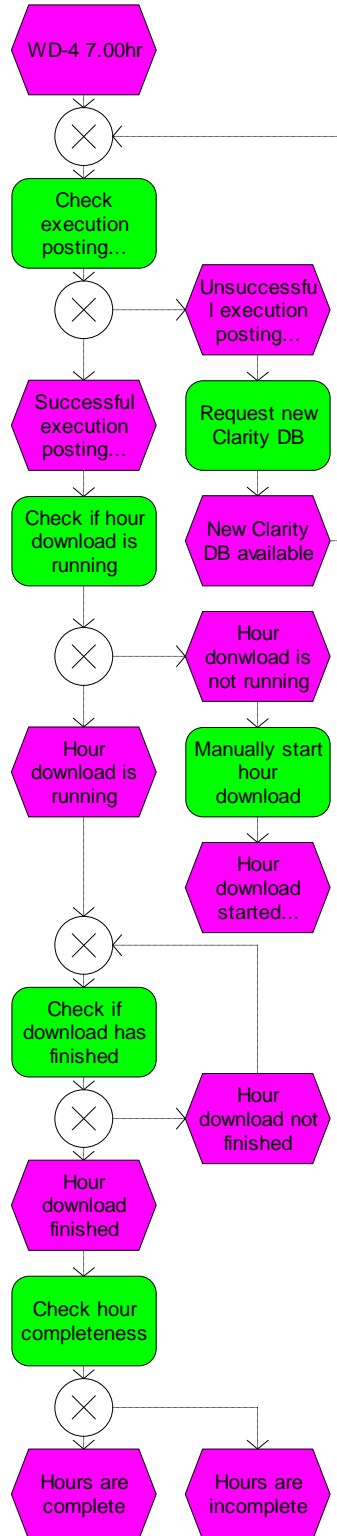 WD-4 7.00hr
Check
execution
posting...
Unsuccessfu
l execution
posting...
Successful
execution
posting...
Request new
Clarity DB
Check if hour
download is
running
New Clarity
DB available
Hour
donwload is
not running
Hour
download is
running
Manually start
hour
download
Hour
download
started...
Check if
download has
finished
Hour
download not
finished
Hour
download
finished
Check hour
completeness
Hours are
complete
Hours are
incomplete